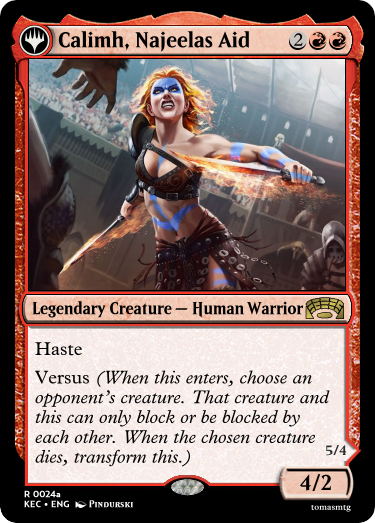 Calimh, Najeelas Aid 2
Legendary Creature — Human Warrior
Haste
Versus (When this enters, choose an
opponent's creature. That creature and
this can only block or be blocked by
each other. When the chosen creature
dies, transform this.)
5/4
4/2
R 0024a
KEC • ENG Pindurski
tomasmtg